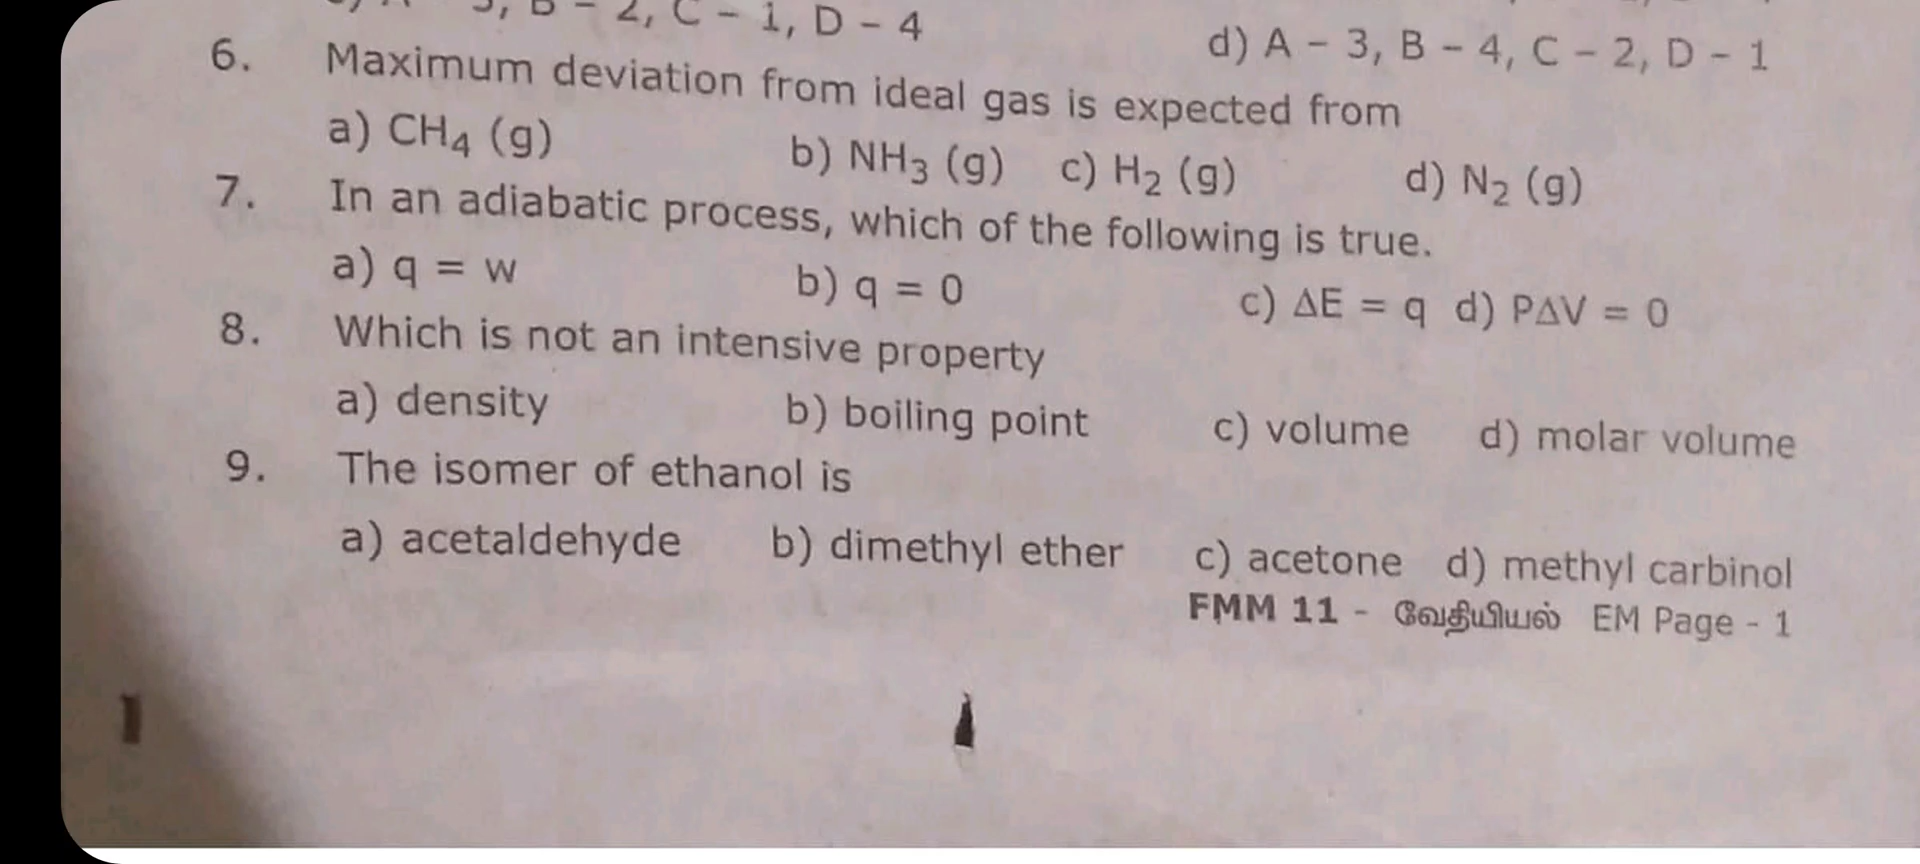 B - 2, C - 1, D - 4
d) A - 3, B - 4, C - 2, D - 1
6. Maximum deviation from ideal gas is expected from
a) CH4 (g) b) NH3 (g) c) H2 (g) d) N2 (g)
7. In an adiabatic process, which of the following is true.
a) q = w b) q = 0 c) ΔE = q d) PΔV = 0
8. Which is not an intensive property
a) density b) boiling point c) volume d) molar volume
9. The isomer of ethanol is
a) acetaldehyde b) dimethyl ether c) acetone d) methyl carbinol
FMM 11 - வேதியியல் EM Page - 1